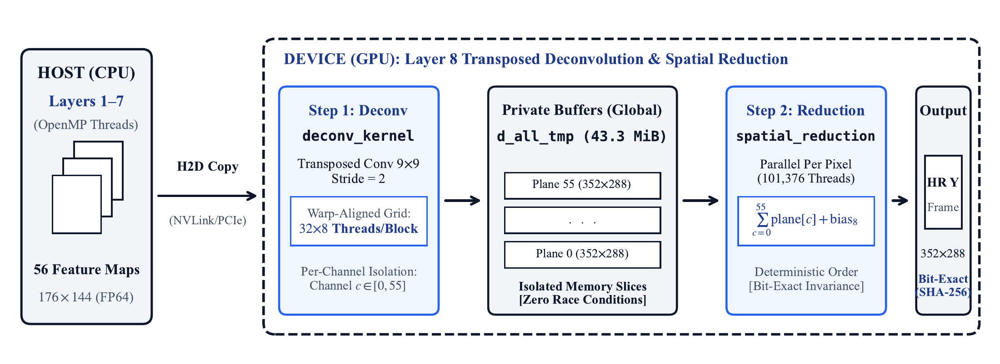 HOST (CPU)
Layers 1–7
(OpenMP Threads)
56 Feature Maps
176×144 (FP64)
H2D Copy
(NVLink/PCIe)
DEVICE (GPU): Layer 8 Transposed Deconvolution & Spatial Reduction
Step 1: Deconv
deconv_kernel
Transposed Conv 9×9
Stride = 2
Warp-Aligned Grid:
32×8 Threads/Block
Per-Channel Isolation:
Channel c ∈ [0, 55]
Private Buffers (Global)
d_all_tmp (43.3 MiB)
Plane 55 (352×288)
. . .
Plane 0 (352×288)
Isolated Memory Slices
[Zero Race Conditions]
Step 2: Reduction
spatial_reduction
Parallel Per Pixel
(101,376 Threads)
55
∑ plane[c] + bias₈
c = 0
Deterministic Order
[Bit-Exact Invariance]
Output
HR Y
Frame
352×288
Bit-Exact
(SHA-256)